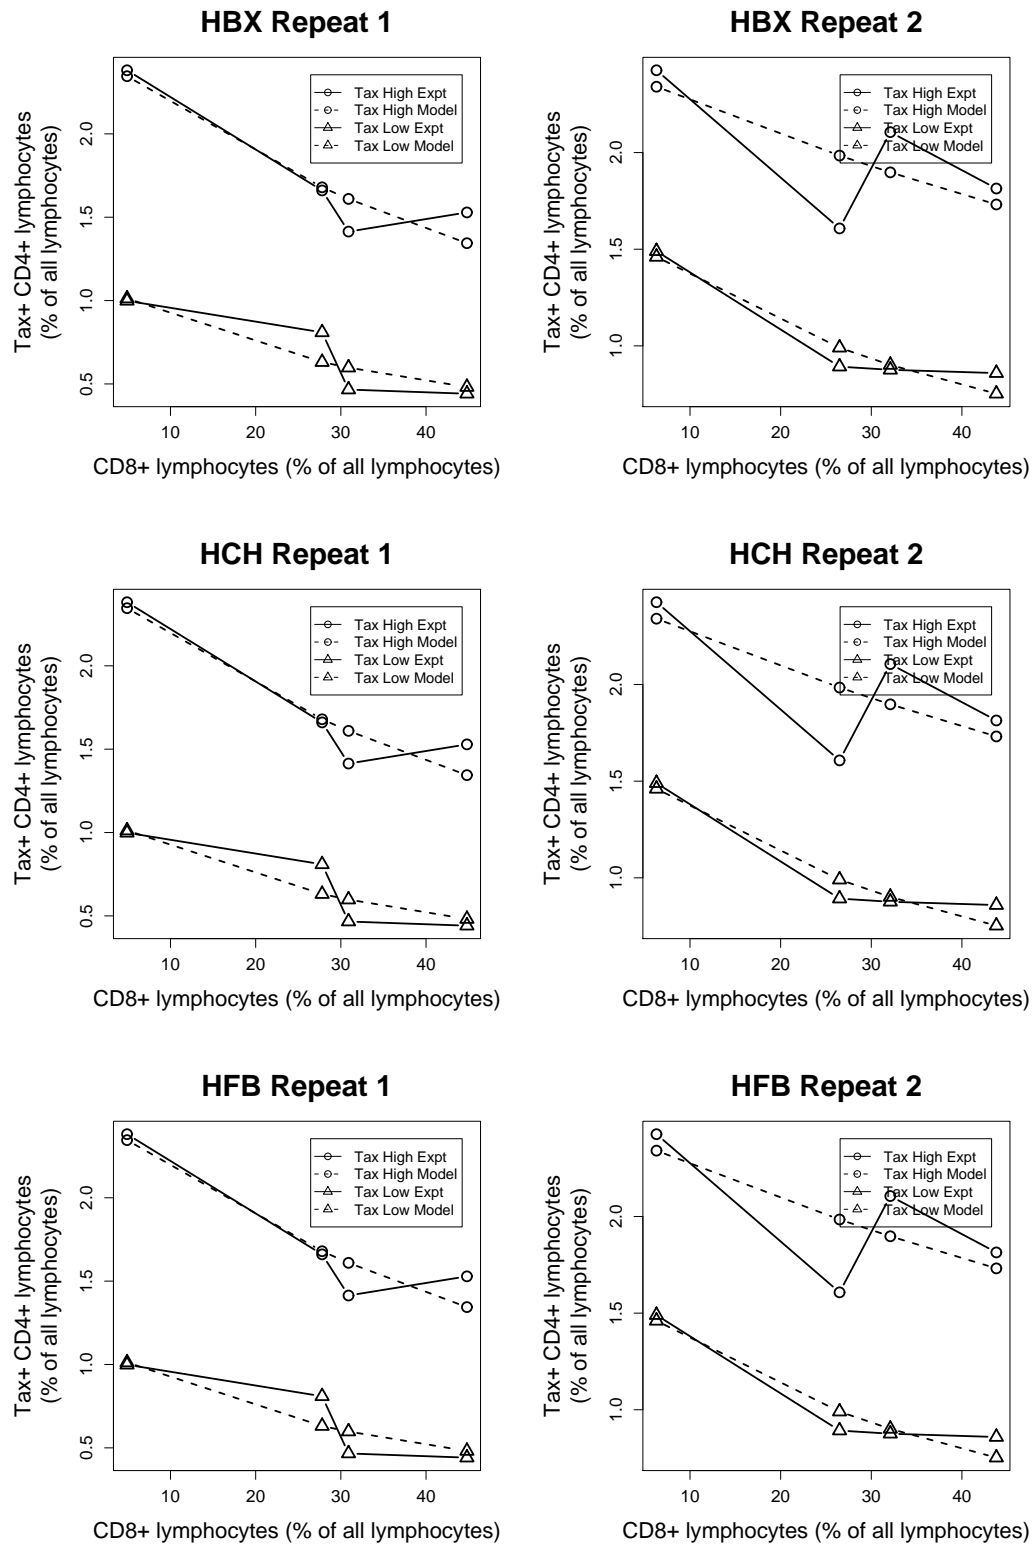 HBX Repeat 1
Tax+ CD4+ lymphocytes
(% of all lymphocytes)
2.0
1.5
1.0
0.5
Tax High Expt
Tax High Model
Tax Low Expt
Tax Low Model
10 20 30 40
CD8+ lymphocytes (% of all lymphocytes)
HBX Repeat 2
Tax+ CD4+ lymphocytes
(% of all lymphocytes)
2.0
1.5
1.0
Tax High Expt
Tax High Model
Tax Low Expt
Tax Low Model
10 20 30 40
CD8+ lymphocytes (% of all lymphocytes)
HCH Repeat 1
Tax+ CD4+ lymphocytes
(% of all lymphocytes)
2.0
1.5
1.0
0.5
Tax High Expt
Tax High Model
Tax Low Expt
Tax Low Model
10 20 30 40
CD8+ lymphocytes (% of all lymphocytes)
HCH Repeat 2
Tax+ CD4+ lymphocytes
(% of all lymphocytes)
2.0
1.5
1.0
Tax High Expt
Tax High Model
Tax Low Expt
Tax Low Model
10 20 30 40
CD8+ lymphocytes (% of all lymphocytes)
HFB Repeat 1
Tax+ CD4+ lymphocytes
(% of all lymphocytes)
2.0
1.5
1.0
0.5
Tax High Expt
Tax High Model
Tax Low Expt
Tax Low Model
10 20 30 40
CD8+ lymphocytes (% of all lymphocytes)
HFB Repeat 2
Tax+ CD4+ lymphocytes
(% of all lymphocytes)
2.0
1.5
1.0
Tax High Expt
Tax High Model
Tax Low Expt
Tax Low Model
10 20 30 40
CD8+ lymphocytes (% of all lymphocytes)